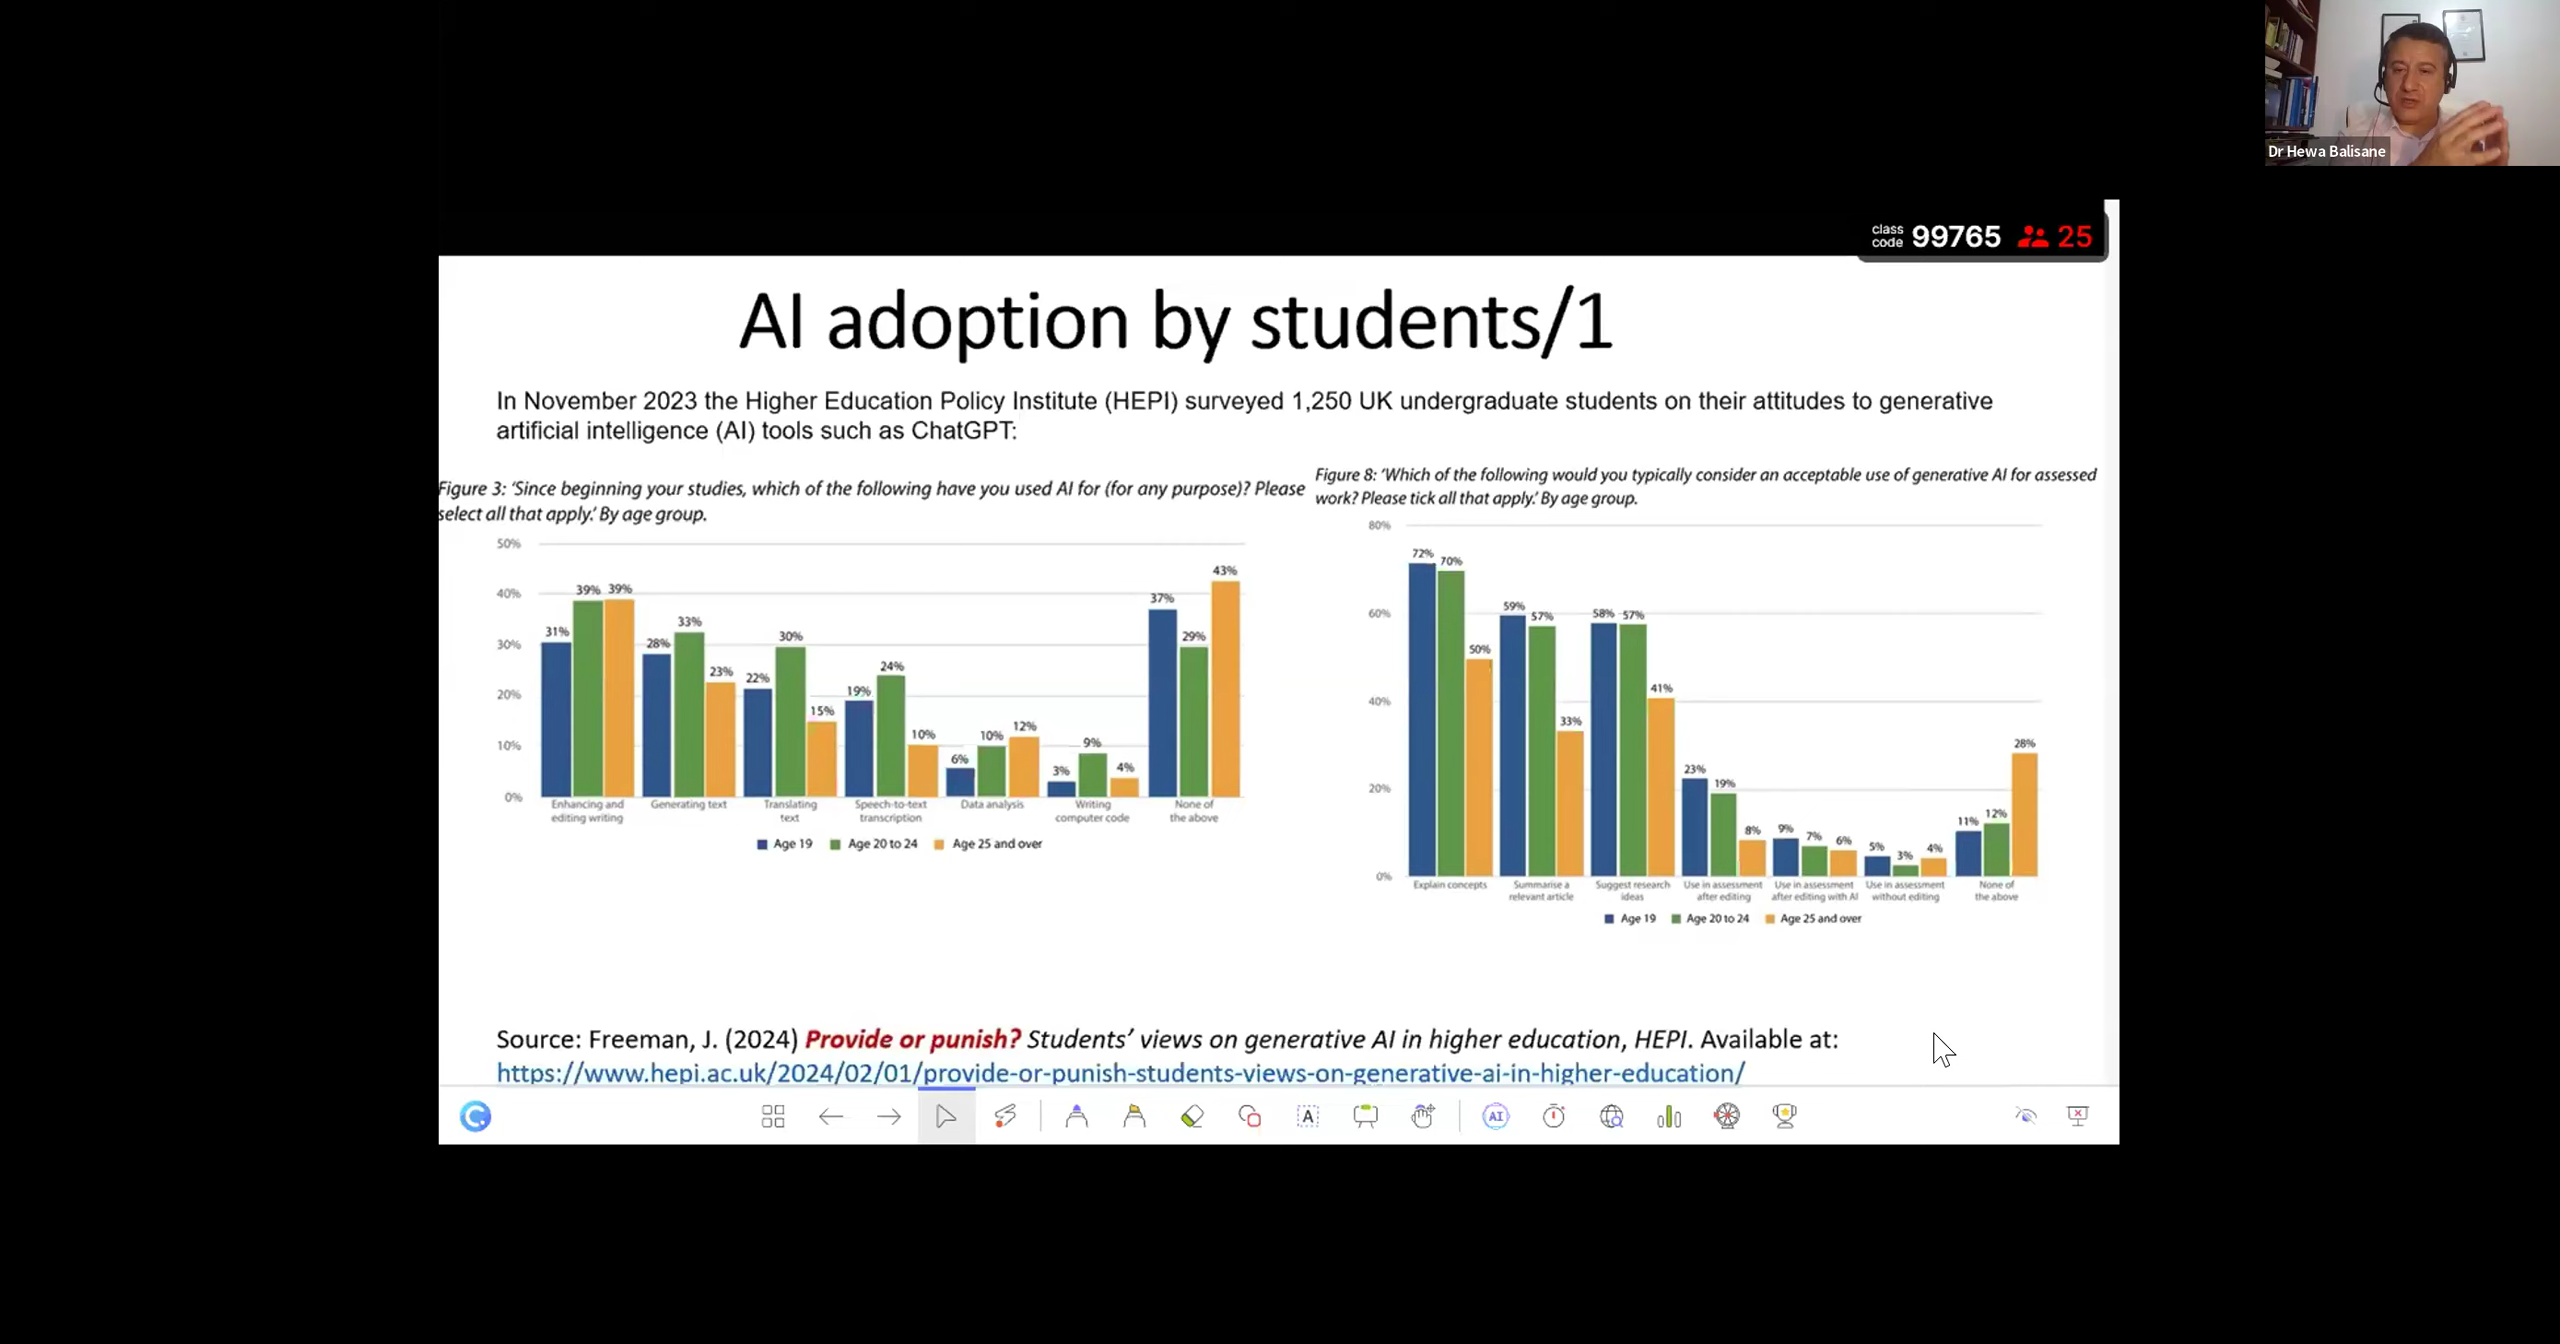 Dr Hewa Balisane
class
code 99765 25
AI adoption by students/1
In November 2023 the Higher Education Policy Institute (HEPI) surveyed 1,250 UK undergraduate students on their attitudes to generative
artificial intelligence (AI) tools such as ChatGPT:
Figure 3: ‘Since beginning your studies, which of the following have you used AI for (for any purpose)? Please
select all that apply.’ By age group.
50%
40%
30%
20%
10%
0%
31% 39% 39%
28% 33% 23%
22% 30% 15%
19% 24% 10%
6% 10% 12%
3% 9% 4%
37% 29% 43%
Enhancing and
editing writing
Generating text
Translating
text
Speech-to-text
transcription
Data analysis
Writing
computer code
None of
the above
Age 19 Age 20 to 24 Age 25 and over
Figure 8: ‘Which of the following would you typically consider an acceptable use of generative AI for assessed
work? Please tick all that apply.’ By age group.
80%
60%
40%
20%
0%
72% 70% 50%
59% 57% 33%
58% 57% 41%
23% 19% 8%
9% 7% 6%
5% 3% 4%
11% 12% 28%
Explain concepts
Summarise a
relevant article
Suggest research
ideas
Use in assessment
after editing
Use in assessment
after editing with AI
Use in assessment
without editing
None of
the above
Age 19 Age 20 to 24 Age 25 and over
Source: Freeman, J. (2024) Provide or punish? Students’ views on generative AI in higher education, HEPI. Available at:
https://www.hepi.ac.uk/2024/02/01/provide-or-punish-students-views-on-generative-ai-in-higher-education/
A
AI